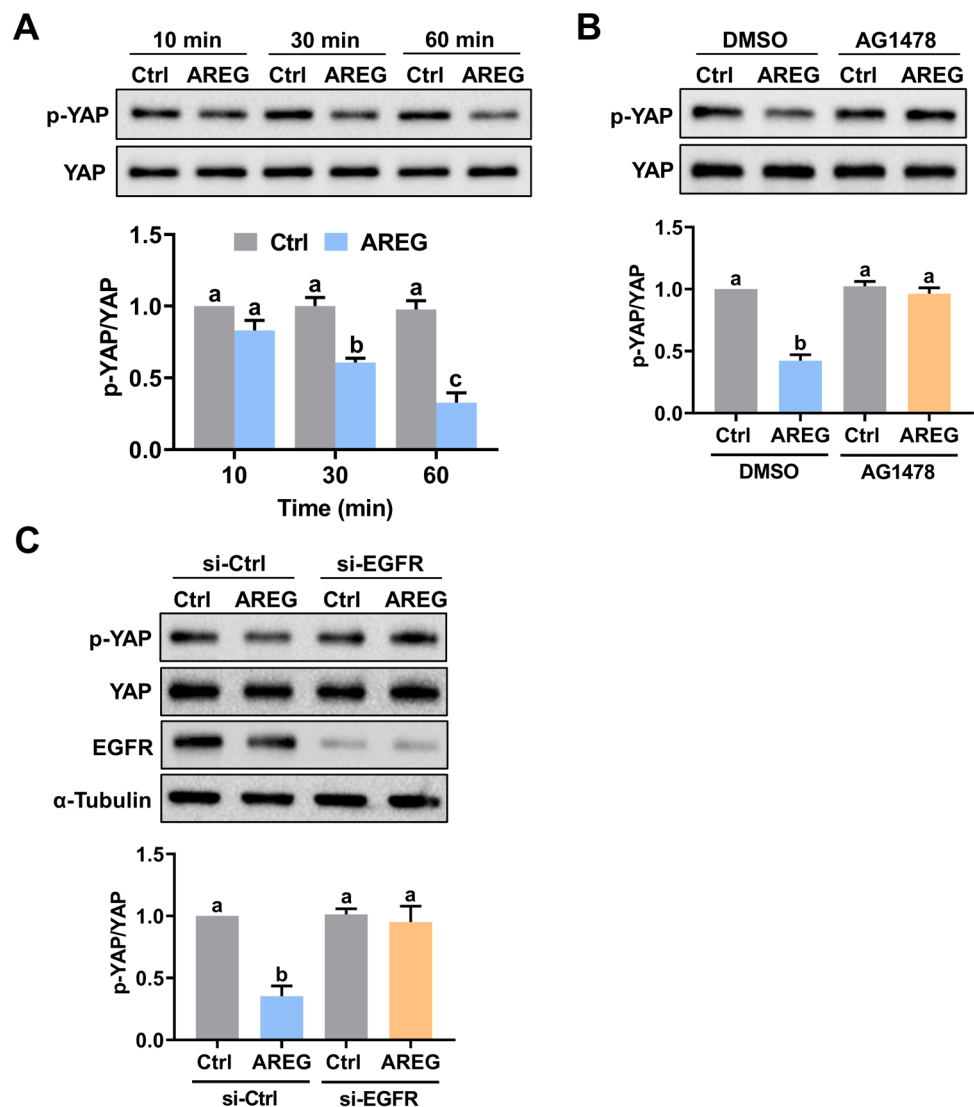 A
10 min 30 min 60 min
Ctrl AREG Ctrl AREG Ctrl AREG
p-YAP
YAP
Ctrl AREG
p-YAP/YAP
1.5
1.0
0.5
0.0
a a a b a c
10 30 60
Time (min)
B
DMSO AG1478
Ctrl AREG Ctrl AREG
p-YAP
YAP
p-YAP/YAP
1.5
1.0
0.5
0.0
a b a a
Ctrl AREG Ctrl AREG
DMSO AG1478
C
si-Ctrl si-EGFR
Ctrl AREG Ctrl AREG
p-YAP
YAP
EGFR
α-Tubulin
p-YAP/YAP
1.5
1.0
0.5
0.0
a b a a
Ctrl AREG Ctrl AREG
si-Ctrl si-EGFR